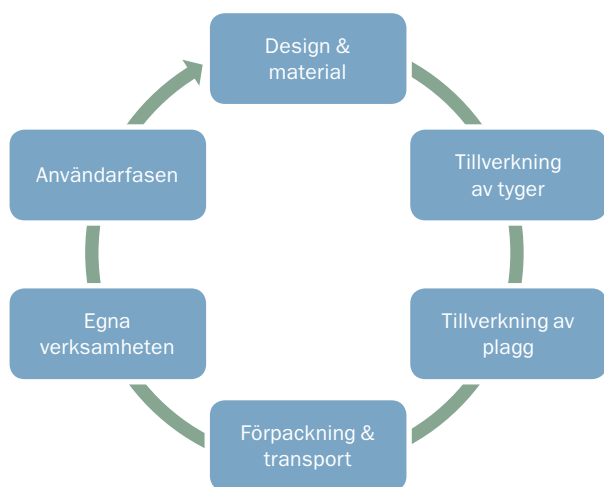 Design &
material
Tillverkning
av tyger
Tillverkning av
plagg
Förpackning &
transport
Egna
verksamheten
Användarfasen